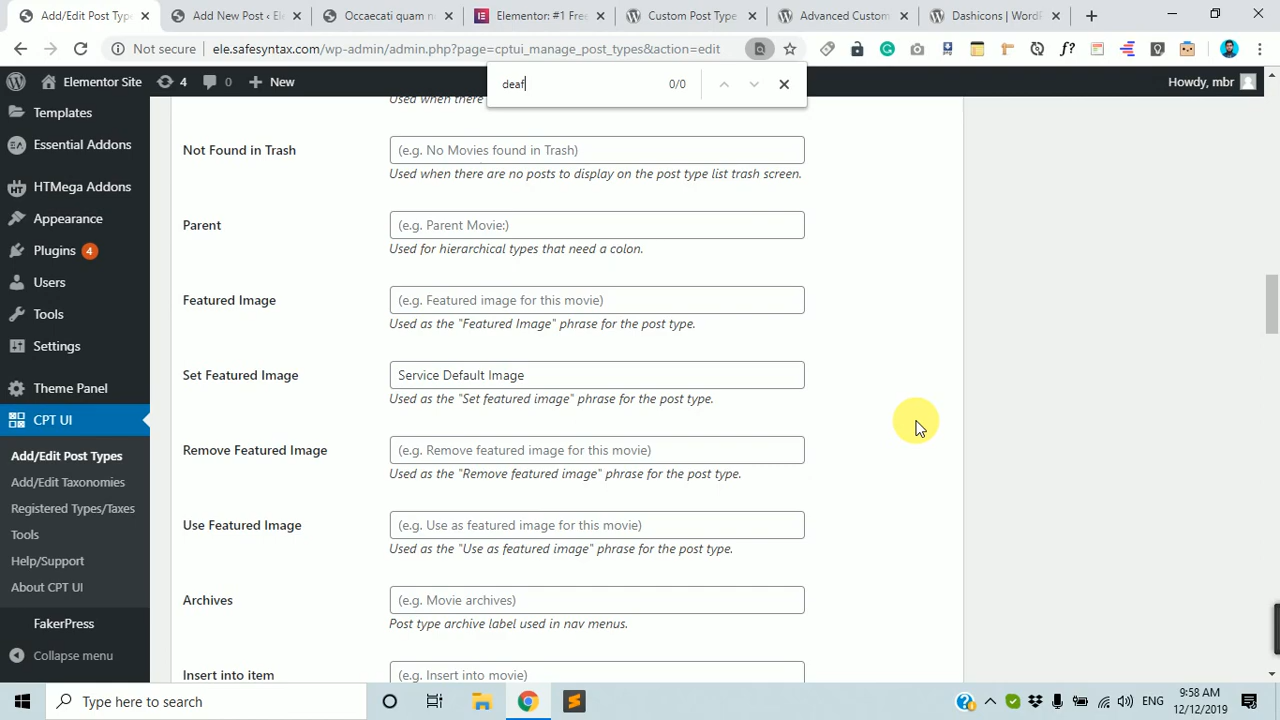 Add/Edit Post Type
Add New Post ‹ Ele
Occaecati quam n
Elementor: #1 Free
Custom Post Type
Advanced Custom
Dashicons | WordP
Not secure
ele.safesyntax.com/wp-admin/admin.php?page=cptui_manage_post_types&action=edit
Elementor Site
4
0
New
deaf
0/0
Howdy, mbr
Templates
Essential Addons
HTMega Addons
Appearance
Plugins 4
Users
Tools
Settings
Theme Panel
CPT UI
Add/Edit Post Types
Add/Edit Taxonomies
Registered Types/Taxes
Tools
Help/Support
About CPT UI
FakerPress
Collapse menu
Used when there
Not Found in Trash
(e.g. No Movies found in Trash)
Used when there are no posts to display on the post type list trash screen.
Parent
(e.g. Parent Movie:)
Used for hierarchical types that need a colon.
Featured Image
(e.g. Featured image for this movie)
Used as the "Featured Image" phrase for the post type.
Set Featured Image
Service Default Image
Used as the "Set featured image" phrase for the post type.
Remove Featured Image
(e.g. Remove featured image for this movie)
Used as the "Remove featured image" phrase for the post type.
Use Featured Image
(e.g. Use as featured image for this movie)
Used as the "Use as featured image" phrase for the post type.
Archives
(e.g. Movie archives)
Post type archive label used in nav menus.
Insert into item
(e.g. Insert into movie)
Type here to search
ENG
9:58 AM
12/12/2019